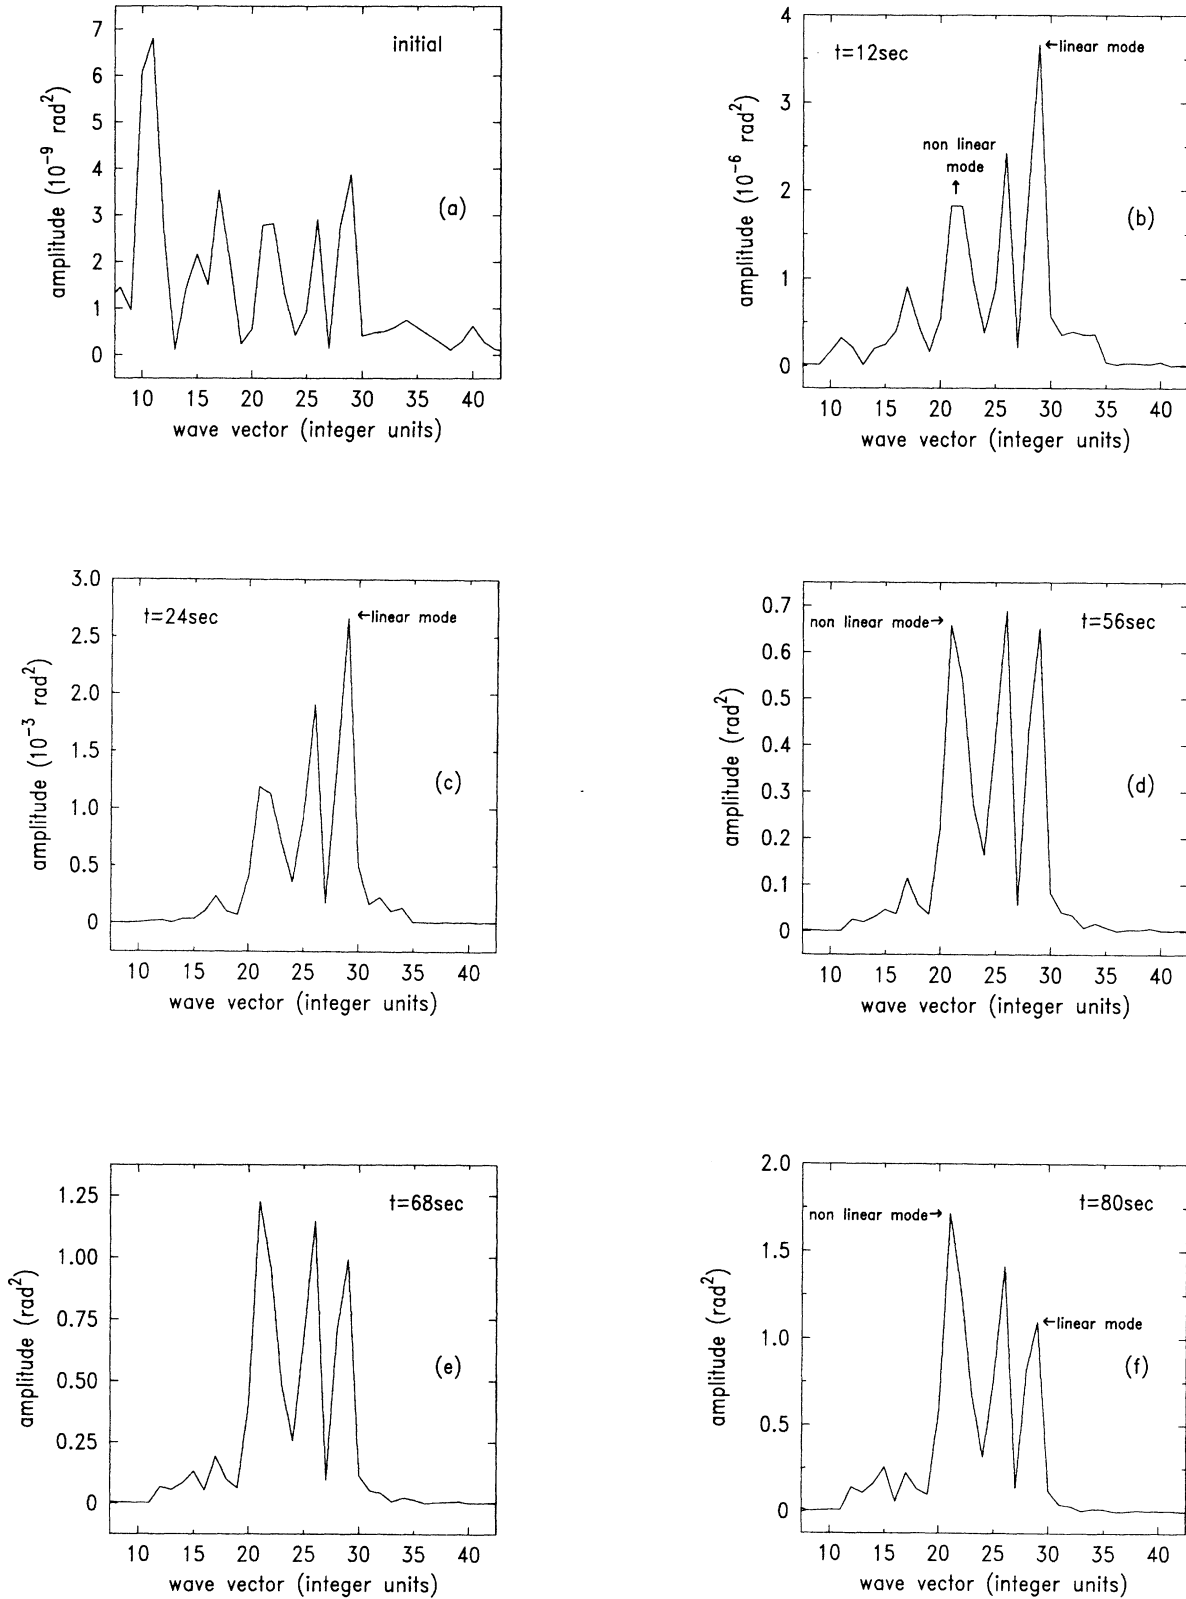 initial
(a)
7
6
5
4
3
2
1
0
amplitude (10⁻⁹ rad²)
10 15 20 25 30 35 40
wave vector (integer units)
t=12sec
←linear mode
non linear
mode
↑
(b)
4
3
2
1
0
amplitude (10⁻⁶ rad²)
10 15 20 25 30 35 40
wave vector (integer units)
t=24sec
←linear mode
(c)
3.0
2.5
2.0
1.5
1.0
0.5
0
amplitude (10⁻³ rad²)
10 15 20 25 30 35 40
wave vector (integer units)
non linear mode→
t=56sec
(d)
0.7
0.6
0.5
0.4
0.3
0.2
0.1
0
amplitude (rad²)
10 15 20 25 30 35 40
wave vector (integer units)
t=68sec
(e)
1.25
1.00
0.75
0.50
0.25
0
amplitude (rad²)
10 15 20 25 30 35 40
wave vector (integer units)
t=80sec
non linear mode→
←linear mode
(f)
2.0
1.5
1.0
0.5
0
amplitude (rad²)
10 15 20 25 30 35 40
wave vector (integer units)